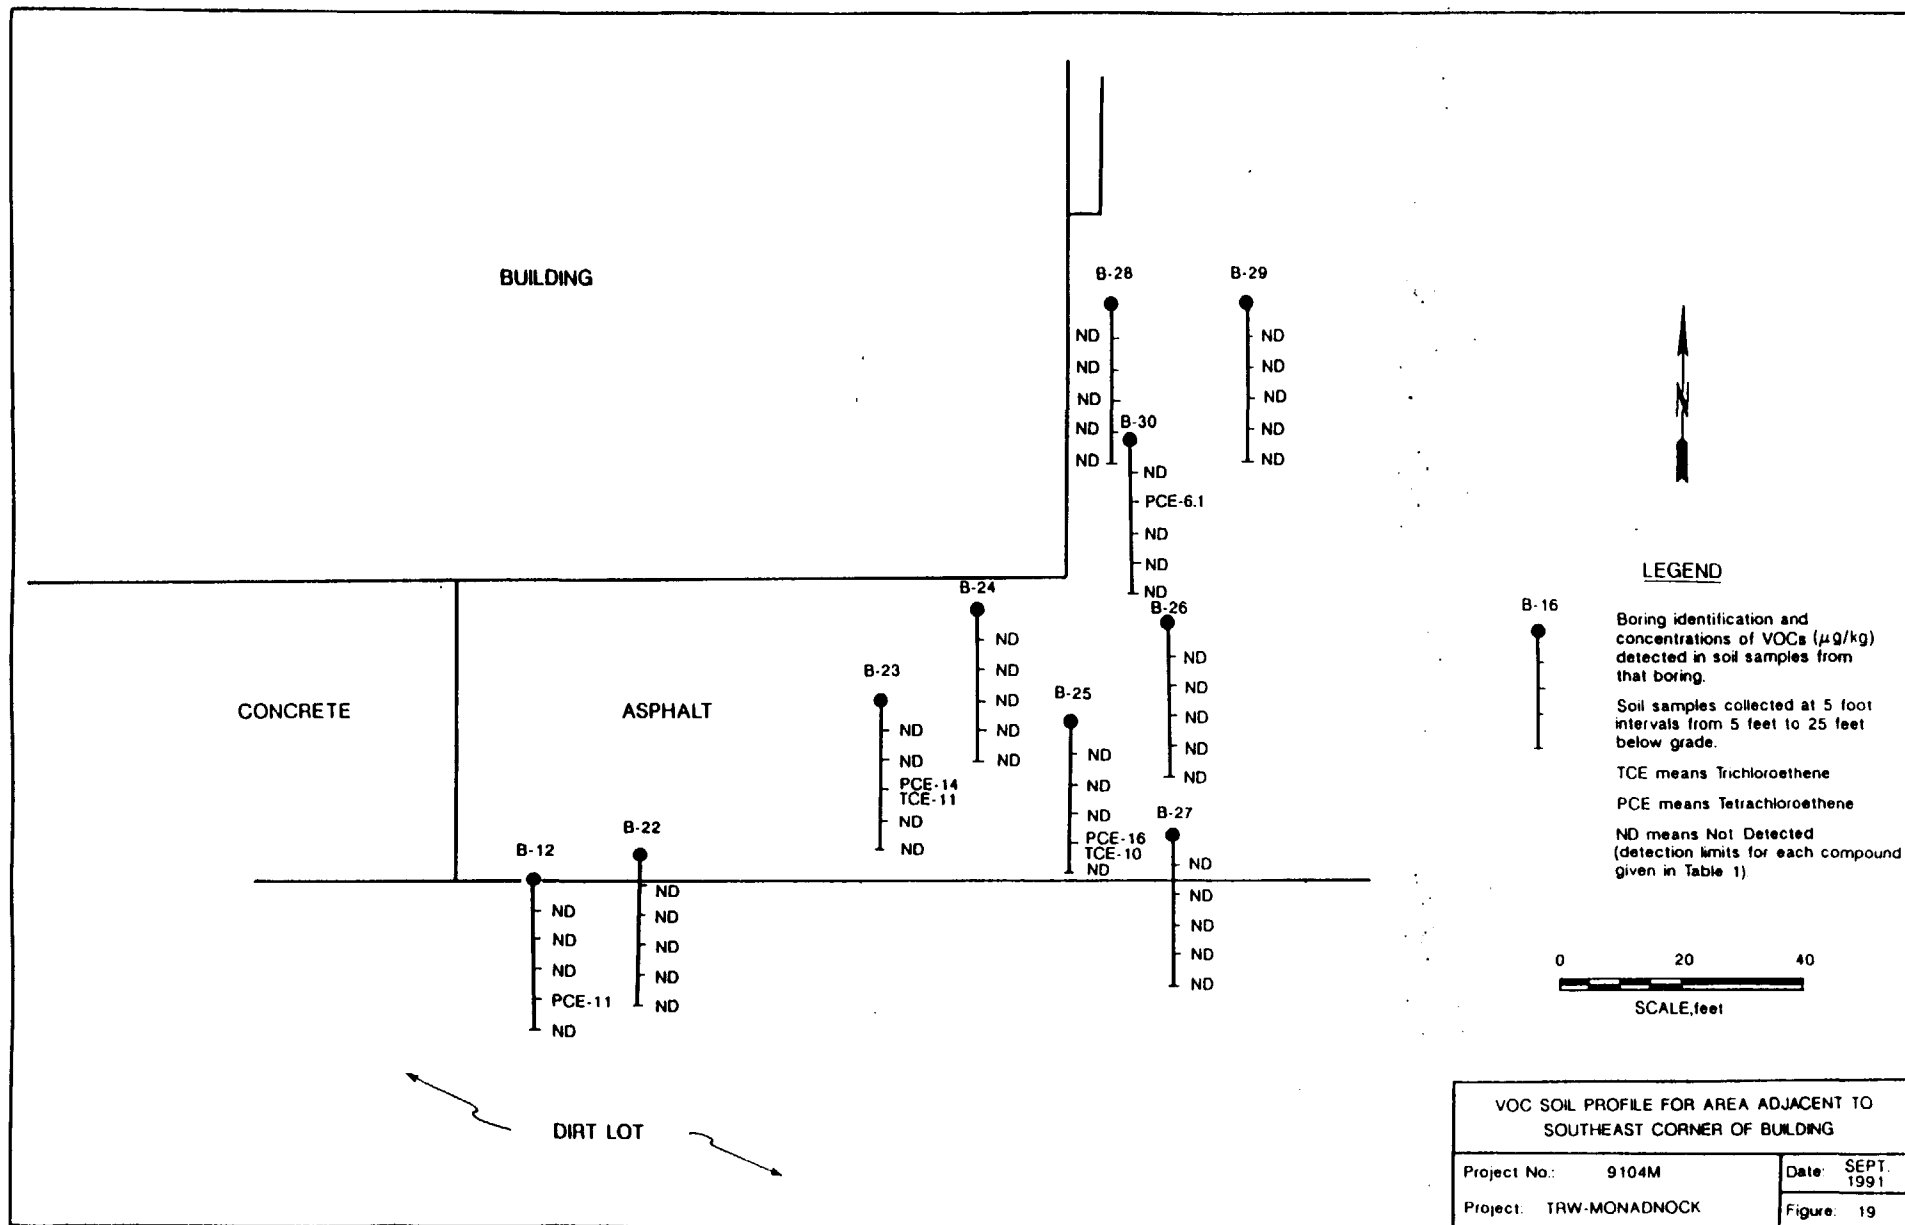 BUILDING
B-28
ND
ND
ND
ND
ND
B-29
ND
ND
ND
ND
ND
B-30
ND
PCE-6.1
ND
ND
ND
B-24
ND
ND
ND
ND
ND
B-26
ND
ND
ND
ND
ND
CONCRETE
ASPHALT
B-23
ND
ND
PCE-14
TCE-11
ND
ND
B-25
ND
ND
ND
PCE-16
TCE-10
ND
B-27
ND
ND
ND
ND
ND
B-12
ND
ND
ND
PCE-11
ND
B-22
ND
ND
ND
ND
ND
DIRT LOT
N
LEGEND
B-16
Boring identification and
concentrations of VOCs (µg/kg)
detected in soil samples from
that boring.
Soil samples collected at 5 foot
intervals from 5 feet to 25 feet
below grade.
TCE means Trichloroethene
PCE means Tetrachloroethene
ND means Not Detected
(detection limits for each compound
given in Table 1)
0 20 40
SCALE,feet
VOC SOIL PROFILE FOR AREA ADJACENT TO
SOUTHEAST CORNER OF BUILDING
Project No.: 9104M
Date: SEPT. 1991
Project: TRW-MONADNOCK
Figure: 19